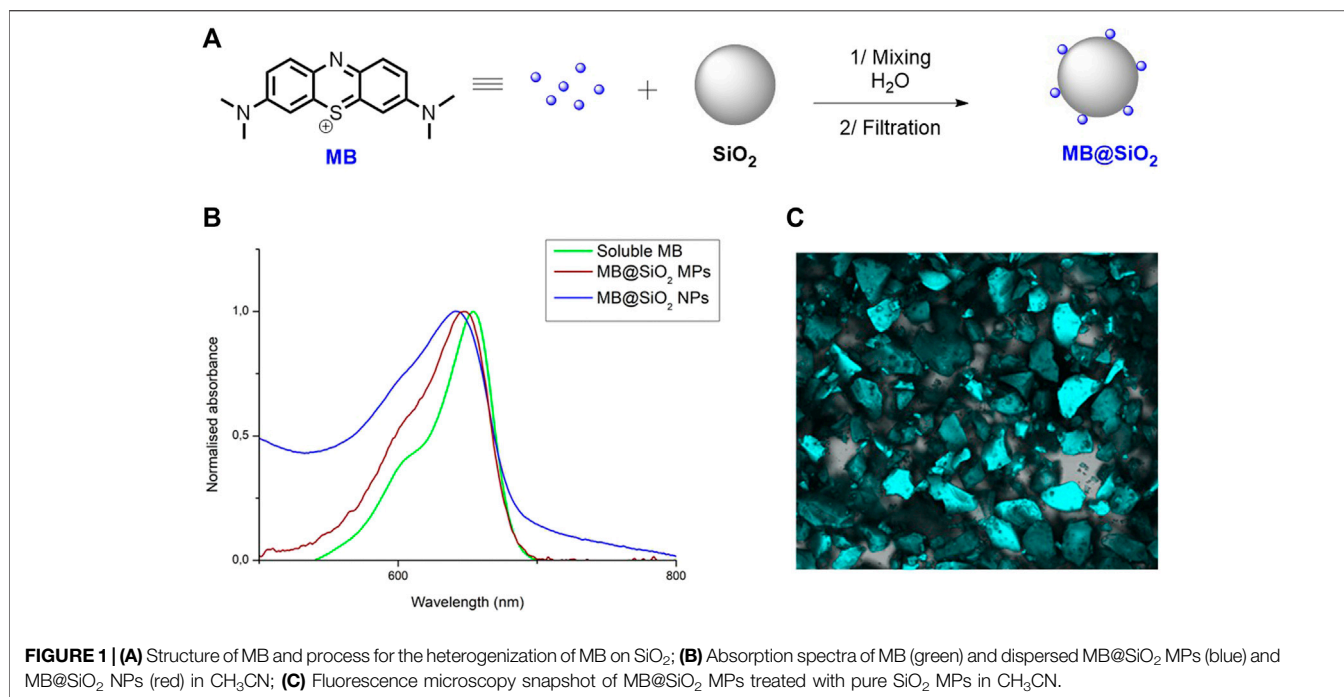 A
N
N
S
N
⊕
MB
+
SiO₂
1/ Mixing
H₂O
2/ Filtration
MB@SiO₂
B
Soluble MB
MB@SiO₂ MPs
MB@SiO₂ NPs
Normalised absorbance
1,0
0,5
0,0
600
800
Wavelength (nm)
C
FIGURE 1 | (A) Structure of MB and process for the heterogenization of MB on SiO₂; (B) Absorption spectra of MB (green) and dispersed MB@SiO₂ MPs (blue) and
MB@SiO₂ NPs (red) in CH₃CN; (C) Fluorescence microscopy snapshot of MB@SiO₂ MPs treated with pure SiO₂ MPs in CH₃CN.